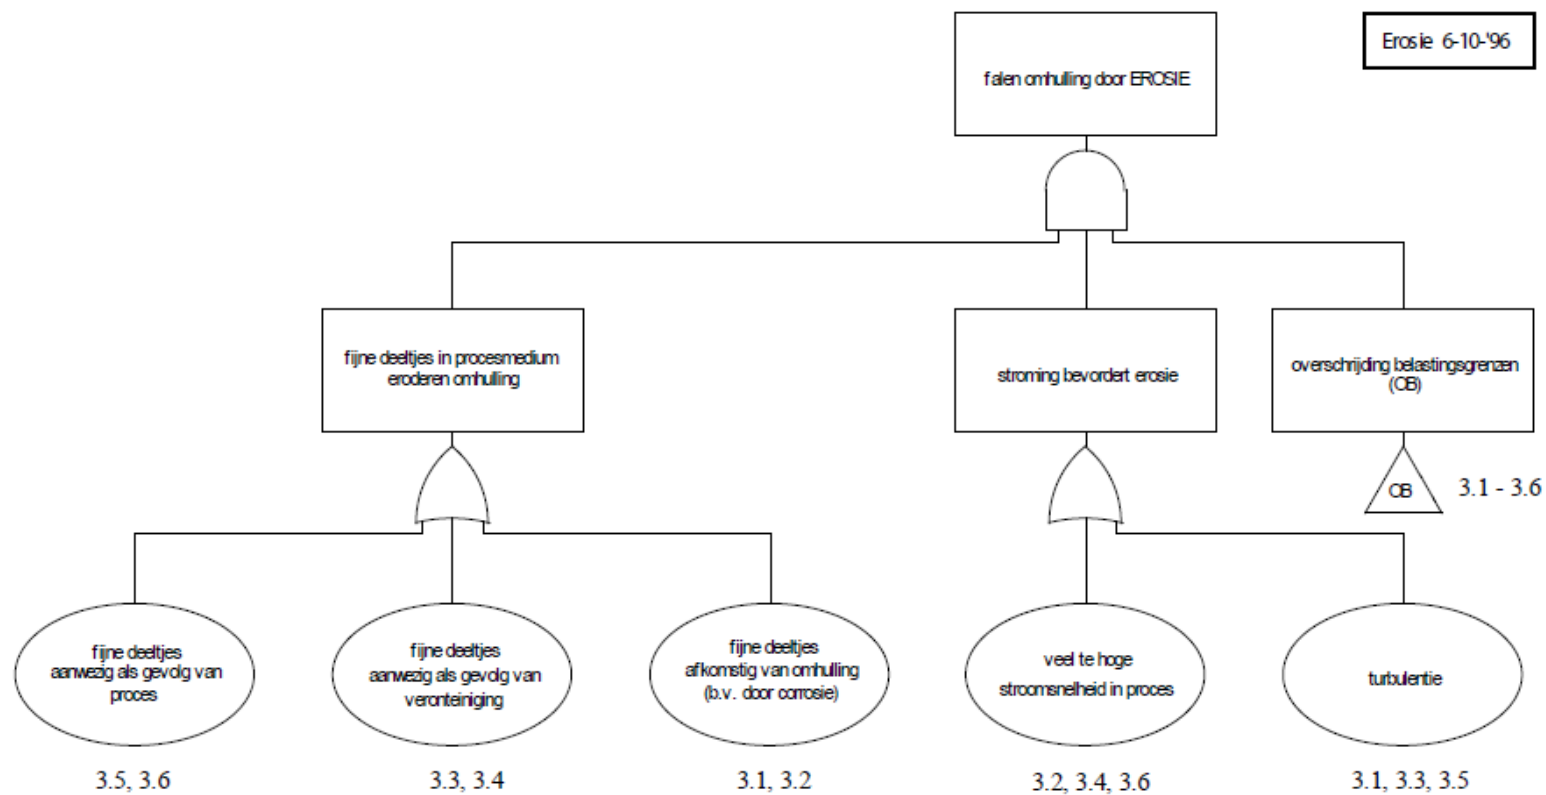 falen omhulling door EROSIE
Erosie 6-10-'96
fijne deeltjes in procesmedium
eroderen omhulling
stroming bevordert erosie
overschrijding belastingsgrenzen
(OB)
OB
3.1 - 3.6
fijne deeltjes
aanwezig als gevolg van
proces
fijne deeltjes
aanwezig als gevolg van
veronteiniging
fijne deeltjes
afkomstig van omhulling
(b.v. door corrosie)
veel te hoge
stroomsnelheid in proces
turbulentie
3.5, 3.6
3.3, 3.4
3.1, 3.2
3.2, 3.4, 3.6
3.1, 3.3, 3.5